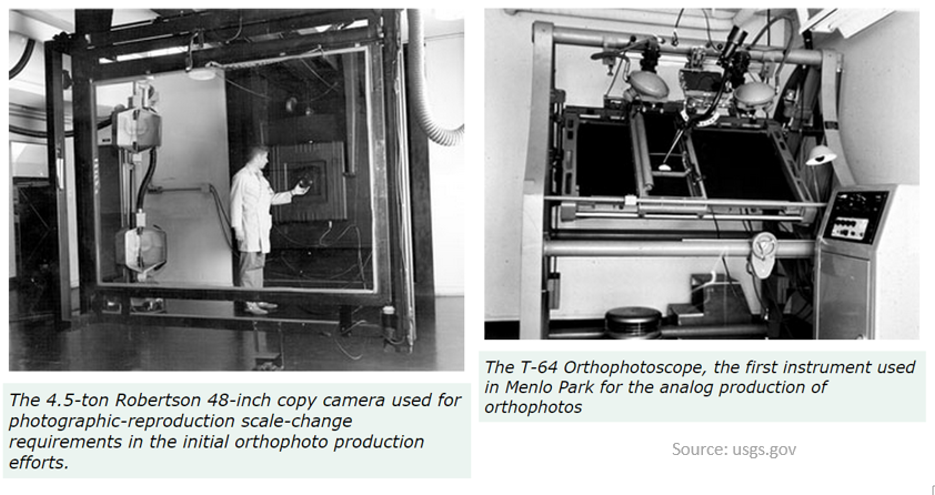 The 4.5-ton Robertson 48-inch copy camera used for
photographic-reproduction scale-change
requirements in the initial orthophoto production
efforts.
The T-64 Orthophotoscope, the first instrument used
in Menlo Park for the analog production of
orthophotos
Source: usgs.gov